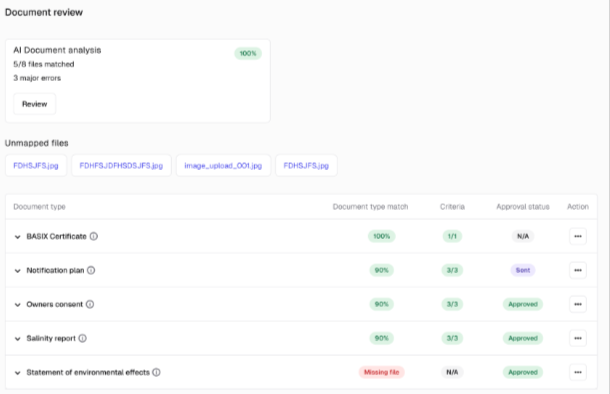 Document review
AI Document analysis
100%
5/8 files matched
3 major errors
Review
Unmapped files
FDHSJFS.jpg FDHFSJDFHSDSJFS.jpg image_upload_001.jpg FDHSJFS.jpg
Document type Document type match Criteria Approval status Action
BASIX Certificate 100% 1/1 N/A
Notification plan 90% 3/3 Sent
Owners consent 90% 3/3 Approved
Salinity report 90% 3/3 Approved
Statement of environmental effects Missing file N/A Approved